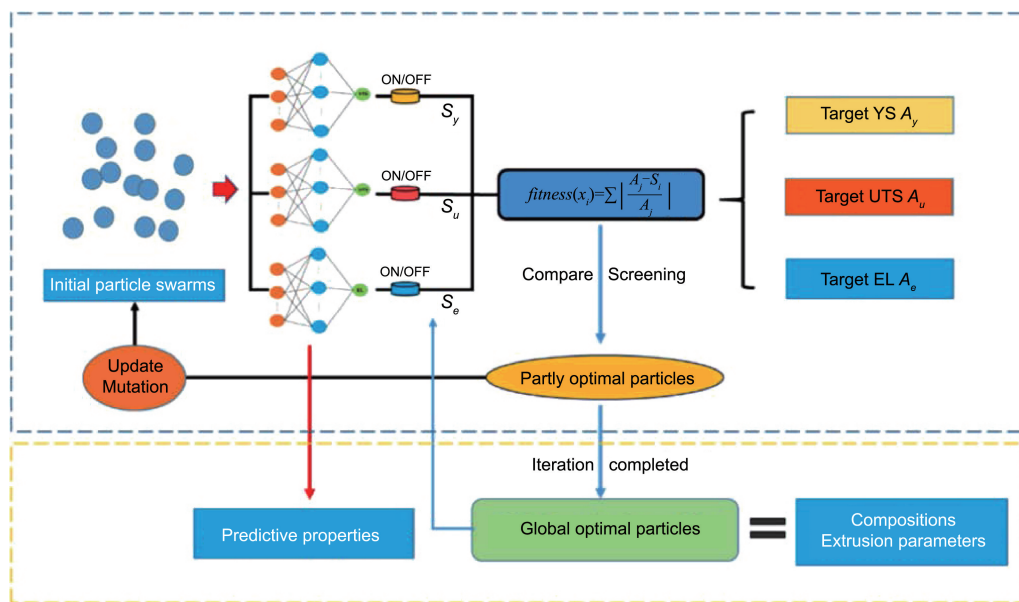 ON/OFF
S_y
ON/OFF
S_u
ON/OFF
EL
S_e
fitness(x_i)=∑|A_j-S_i/A_j|
Target YS A_y
Target UTS A_u
Target EL A_e
Initial particle swarms
Compare Screening
Update
Mutation
Partly optimal particles
Iteration completed
Predictive properties
Global optimal particles
=
Compositions
Extrusion parameters